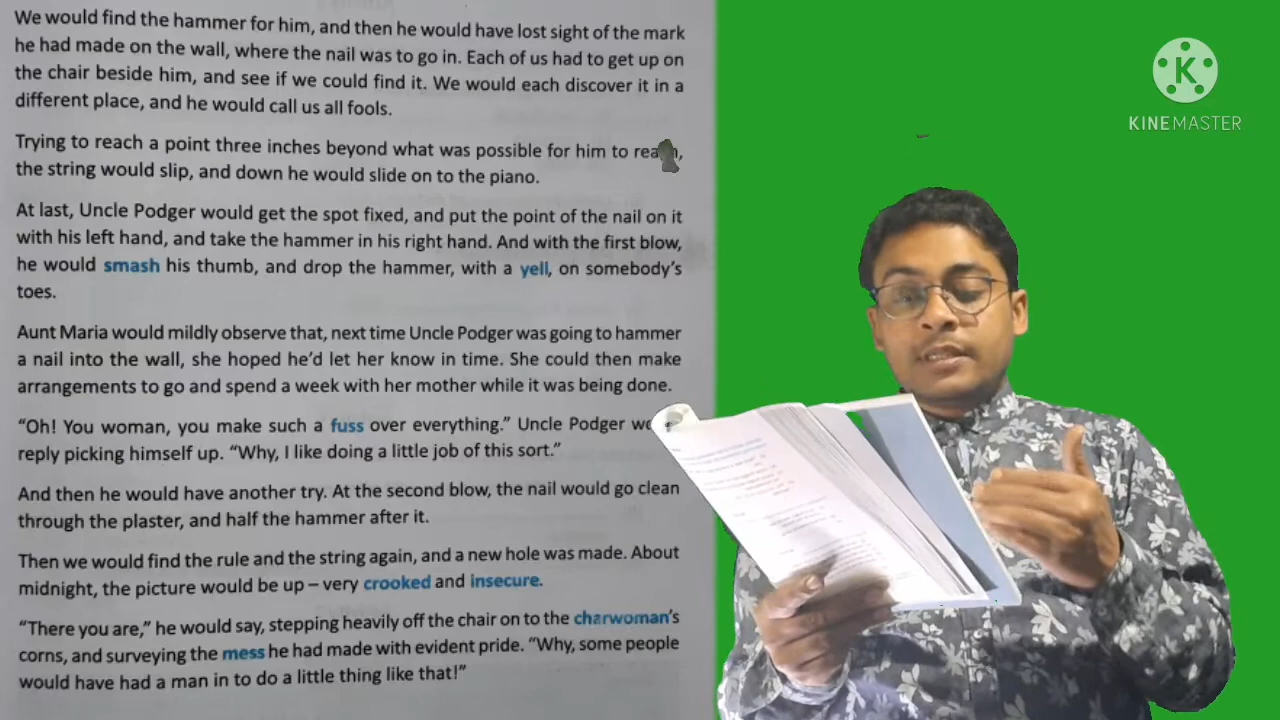 We would find the hammer for him, and then he would have lost sight of the mark
he had made on the wall, where the nail was to go in. Each of us had to get up on
the chair beside him, and see if we could find it. We would each discover it in a
different place, and he would call us all fools.
Trying to reach a point three inches beyond what was possible for him to
the string would slip, and down he would slide on to the piano.
At last, Uncle Podger would get the spot fixed, and put the point of the nail on it
with his left hand, and take the hammer in his right hand. And with the first blow,
he would smash his thumb, and drop the hammer, with a yell, on somebody's
toes.
Aunt Maria would mildly observe that, next time Uncle Podger was going to hammer
a nail into the wall, she hoped he'd let her know in time. She could then make
arrangements to go and spend a week with her mother while it was being done.
“Oh! You woman, you make such a fuss over everything.” Uncle Podger
reply picking himself up. “Why, I like doing a little job of this sort.”
And then he would have another try. At the second blow, the nail would go clean
through the plaster, and half the hammer after it.
Then we would find the rule and the string again, and a new hole was made. About
midnight, the picture would be up – very crooked and insecure.
“There you are,” he would say, stepping heavily off the chair on to the charwoman's
corns, and surveying the mess he had made with evident pride. “Why, some people
would have had a man in to do a little thing like that!”
K
KINEMASTER